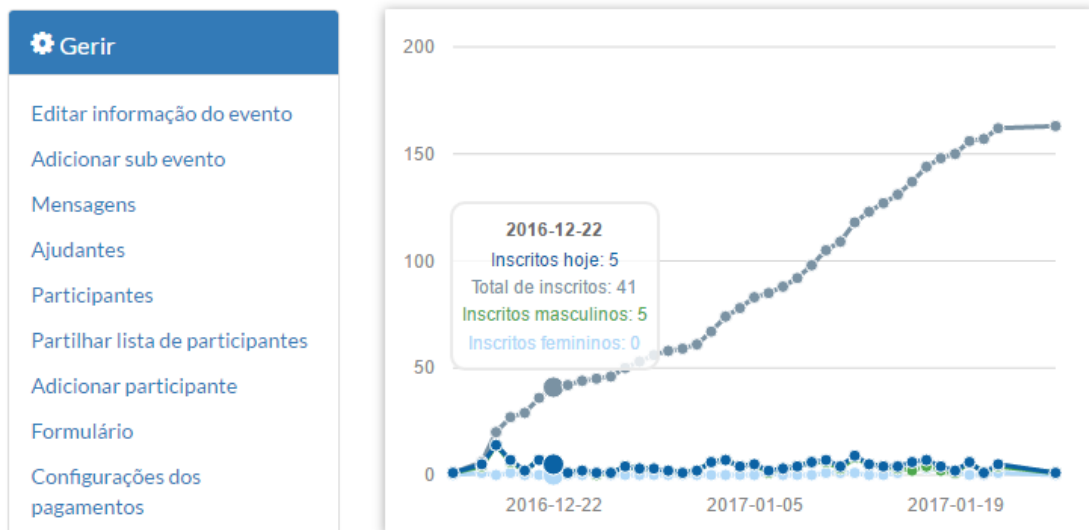 Gerir
Editar informação do evento
Adicionar sub evento
Mensagens
Ajudantes
Participantes
Partilhar lista de participantes
Adicionar participante
Formulário
Configurações dos
pagamentos
200
150
100
50
0
2016-12-22
Inscritos hoje: 5
Total de inscritos: 41
Inscritos masculinos: 5
Inscritos femininos: 0
2016-12-22
2017-01-05
2017-01-19